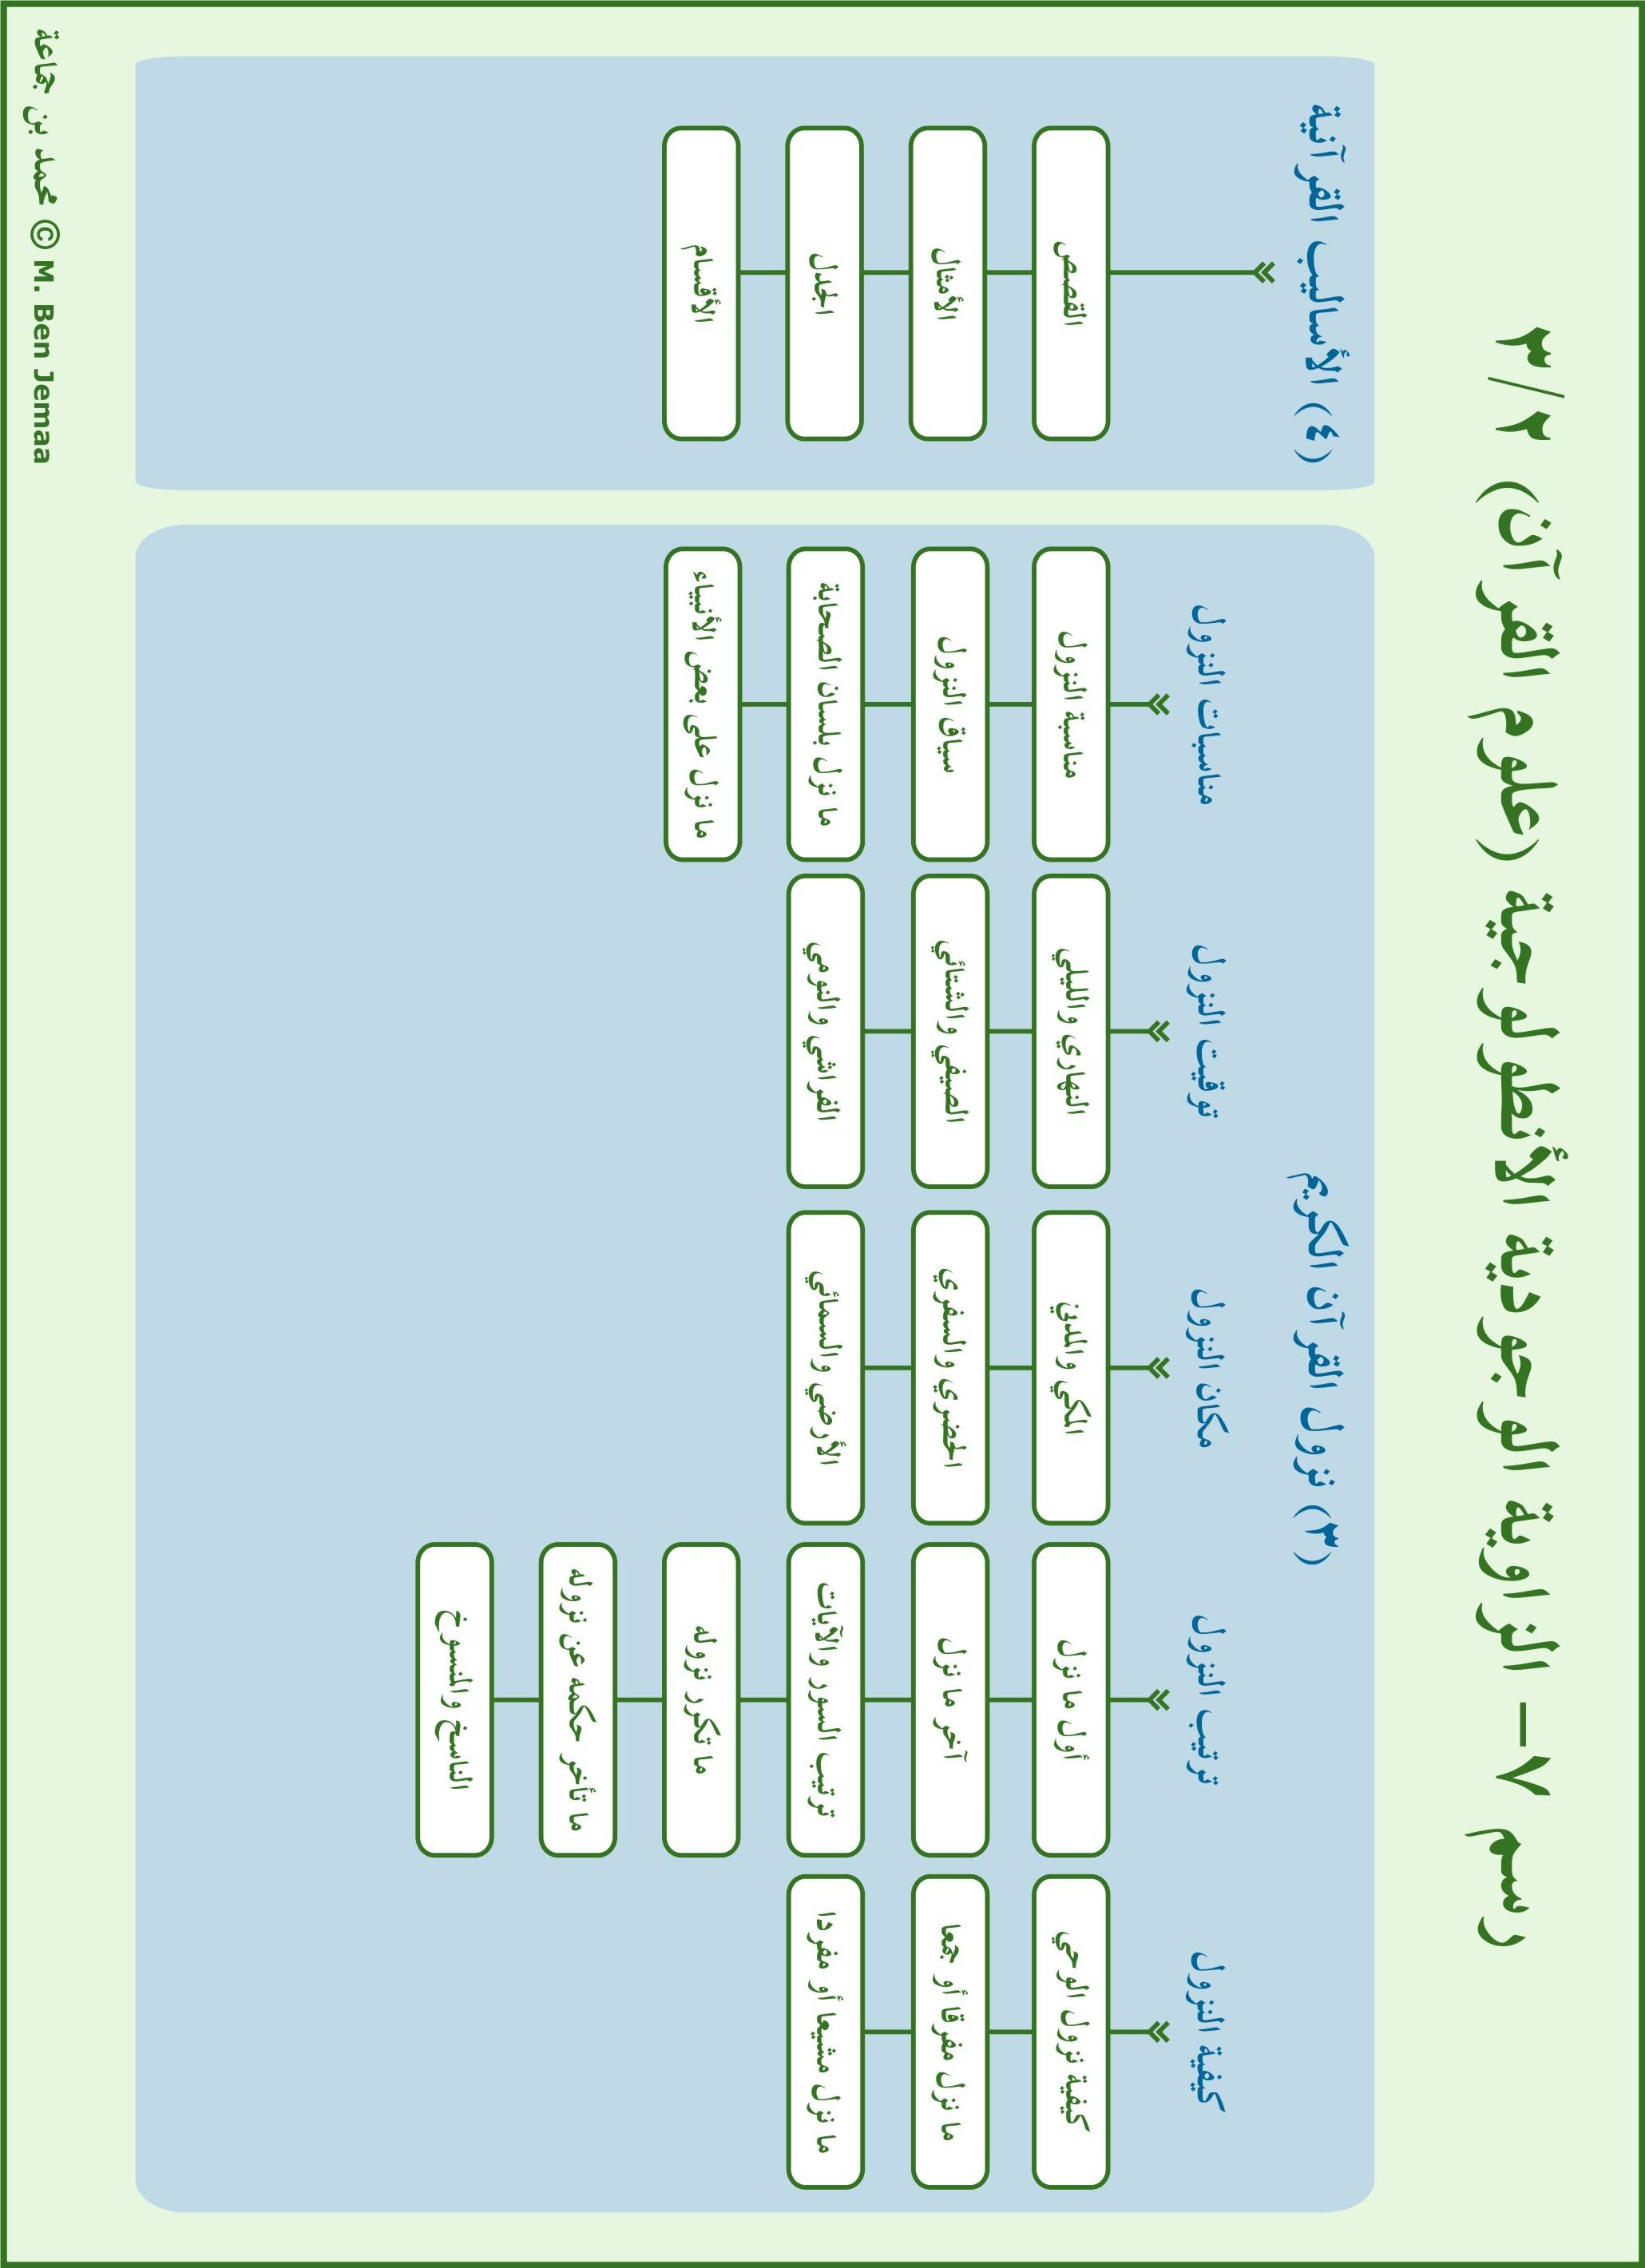 رسم ٧ – الزاوية الوجودية الأنطولوجية (علوم القرآن) ٢/٣
(٣) نزول القرآن الكريم
كيفية النزول
كيفية نزول الوحي
ما نزل مفرقا أو جمعا
ما نزل مشيعا أو مفردا
ترتيب النزول
أول ما نزل
آخر ما نزل
ترتيب السور والآيات
ما تكرر نزوله
ما تأخر حكمه عن نزوله
الناسخ والمنسوخ
مكان النزول
المكي والمدني
الحضري والسفري
الأرضي والسمائي
توقيت النزول
النهاري والليلي
الصيفي والشتائي
الفراشي والنومي
مناسبات النزول
مناسبة النزول
سياق النزول
ما نزل بلسان الصحابة
ما نزل على بعض الأنبياء
(٤) الأساليب القرآنية
القصص
الأمثال
الجدل
الأقسام
محمد بن جماعة © M. Ben Jemaa